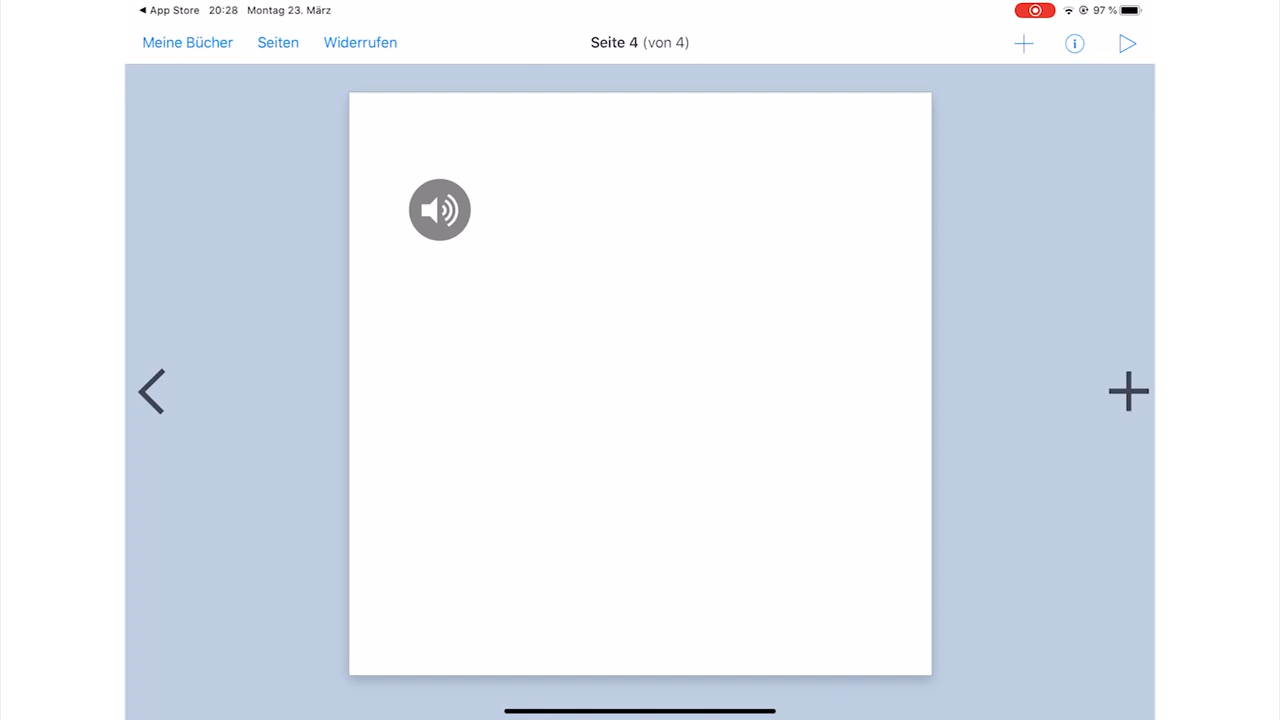 ◀ App Store 20:28 Montag 23. März 97 %
Meine Bücher Seiten Widerrufen Seite 4 (von 4)